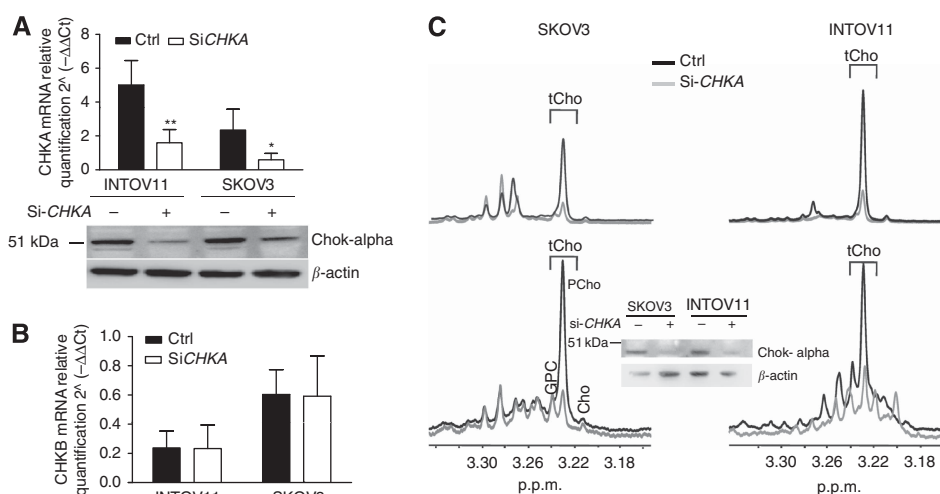 A
CHKA mRNA relative
quantification 2^ (–ΔΔCt)
8
6
4
2
0
Ctrl
SiCHKA
**
*
INTOV11
SKOV3
Si-CHKA
– + – +
51 kDa
Chok-alpha
β-actin
B
CHKB mRNA relative
quantification 2^ (–ΔΔCt)
1.0
0.8
0.6
0.4
0.2
0.0
Ctrl
SiCHKA
INTOV11
SKOV3
C
SKOV3
INTOV11
Ctrl
Si-CHKA
tCho
tCho
tCho
PCho
GPC
Cho
tCho
SKOV3 INTOV11
si-CHKA – + – +
51 kDa
Chok- alpha
β-actin
3.30 3.26 3.22 3.18
p.p.m.
3.30 3.26 3.22 3.18
p.p.m.